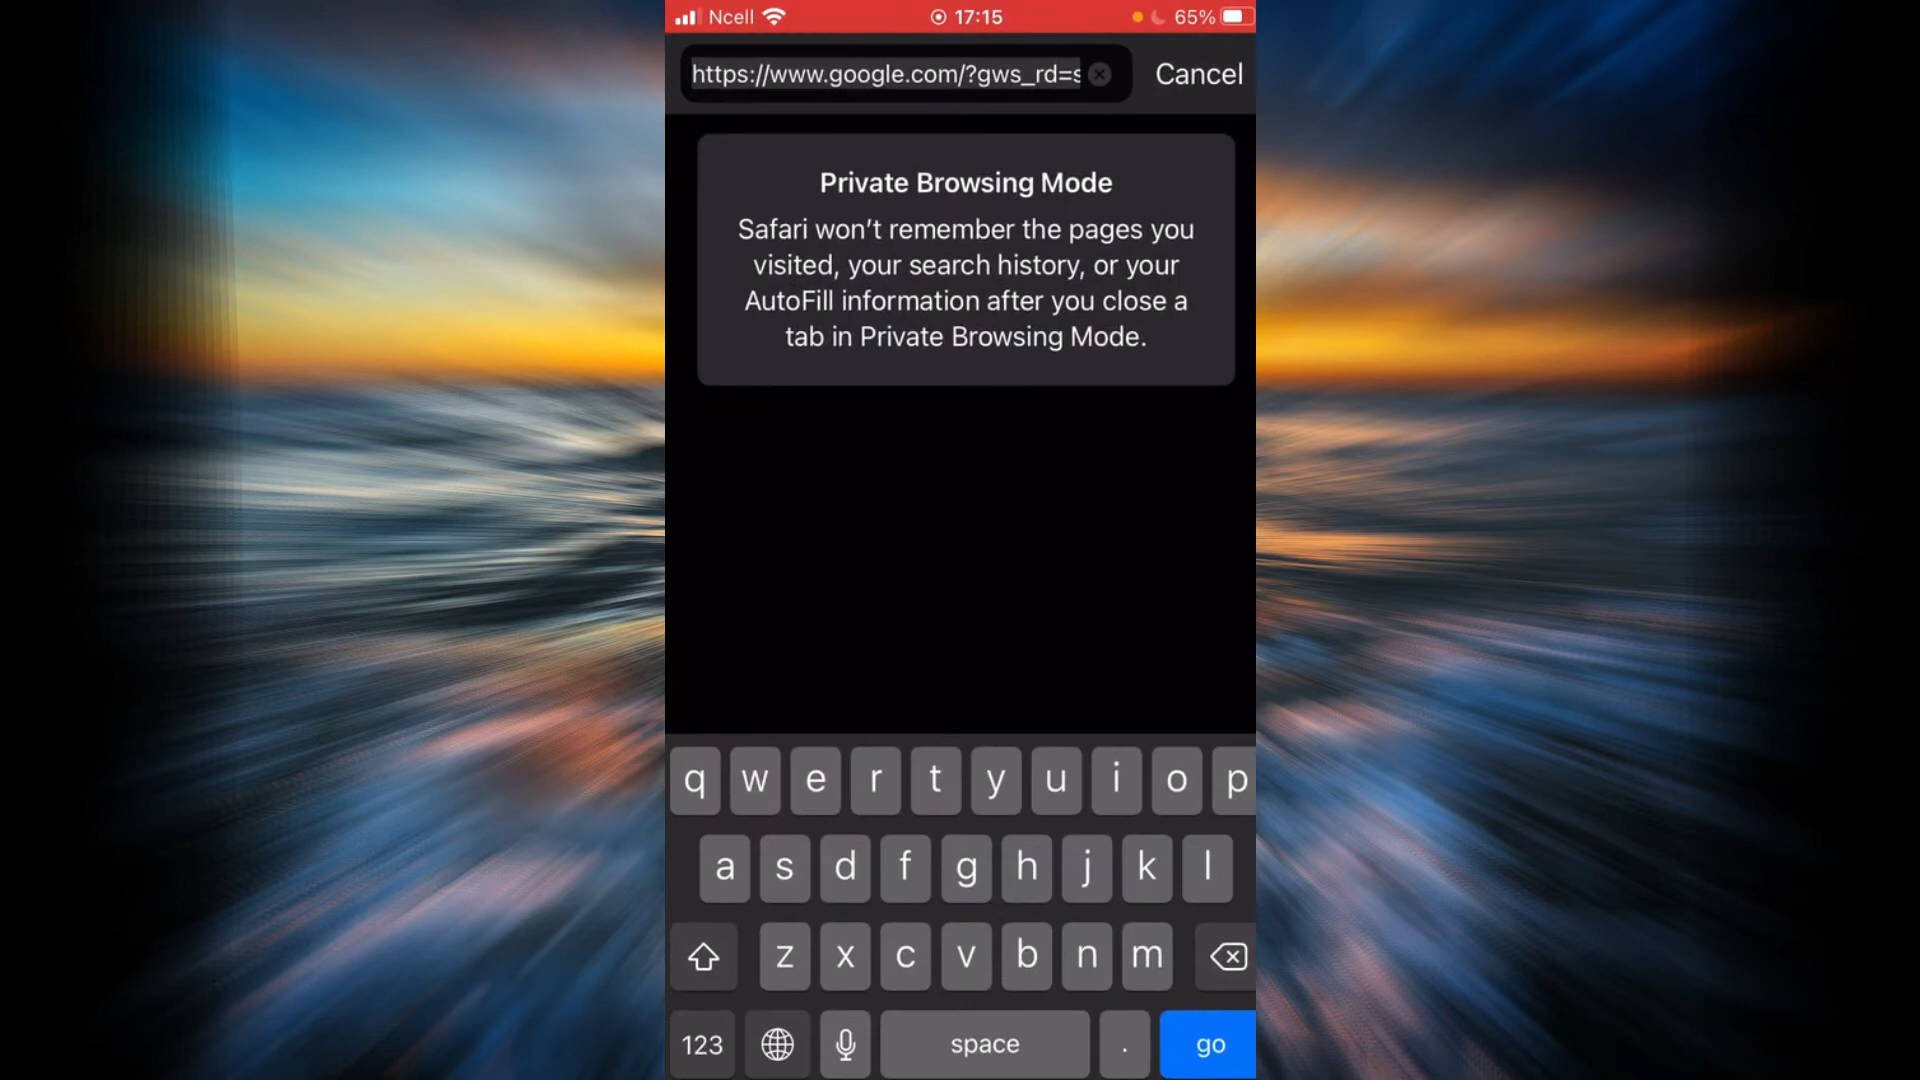 Ncell 17:15 65%
https://www.google.com/?gws_rd=s Cancel
Private Browsing Mode
Safari won't remember the pages you
visited, your search history, or your
AutoFill information after you close a
tab in Private Browsing Mode.
q w e r t y u i o p
a s d f g h j k l
z x c v b n m
123 space . go